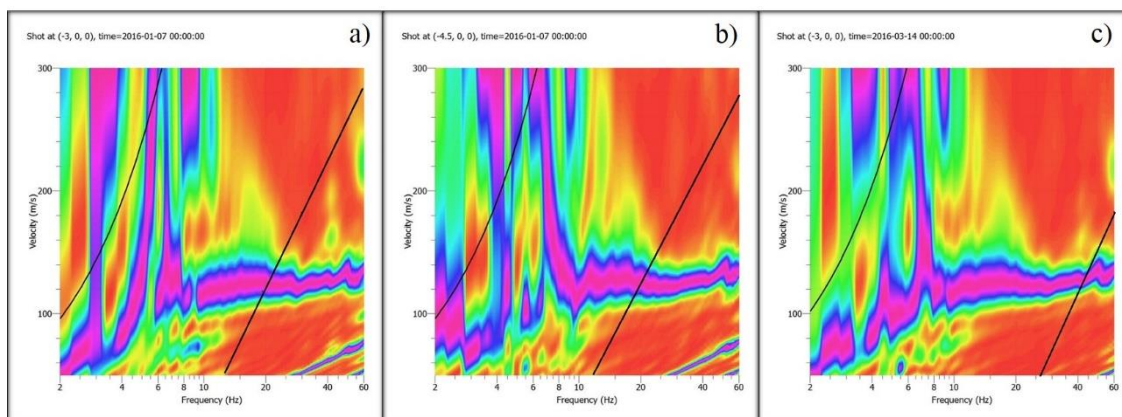 Shot at (-3, 0, 0), time=2016-01-07 00:00:00
a)
300
200
100
Velocity (m/s)
2 4 6 8 10 20 40 60
Frequency (Hz)
Shot at (-4.5, 0, 0), time=2016-01-07 00:00:00
b)
300
200
100
Velocity (m/s)
2 4 6 8 10 20 40 60
Frequency (Hz)
Shot at (-3, 0, 0), time=2016-03-14 00:00:00
c)
300
200
100
Velocity (m/s)
2 4 6 8 10 20 40 60
Frequency (Hz)